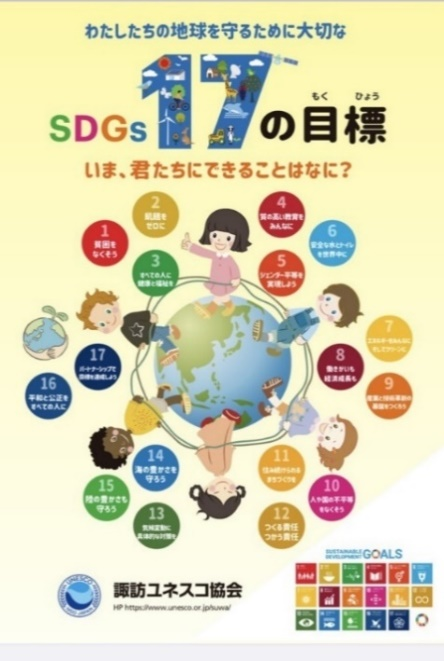 わたしたちの地球を守るために大切な
SDGs 17の目標
もく ひょう
いま、君たちにできることはなに？
1
貧困を
なくそう
2
飢餓を
ゼロに
3
すべての人に
健康と福祉を
4
質の高い教育を
みんなに
5
ジェンダー平等を
実現しよう
6
安全な水とトイレ
を世界中に
7
エネルギーをみんなに
そしてクリーンに
8
働きがいも
経済成長も
9
産業と技術革新の
基盤をつくろう
10
人や国の不平等
をなくそう
11
住み続けられる
まちづくりを
12
つくる責任
つかう責任
13
気候変動に
具体的な対策を
14
海の豊かさを
守ろう
15
陸の豊かさも
守ろう
16
平和と公正を
すべての人に
17
パートナーシップで
目標を達成しよう
SUSTAINABLE
DEVELOPMENT GOALS
諏訪ユネスコ協会
HP https://www.unesco.or.jp/suwa/